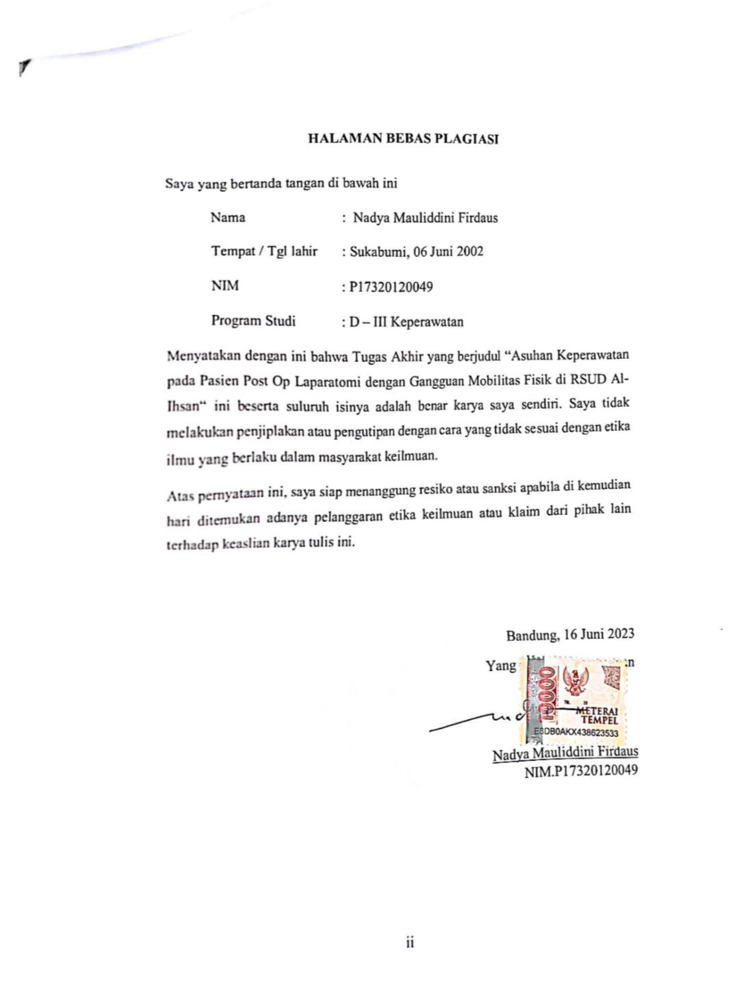 HALAMAN BEBAS PLAGIASI
Saya yang bertanda tangan di bawah ini
Nama : Nadya Mauliddini Firdaus
Tempat / Tgl lahir : Sukabumi, 06 Juni 2002
NIM : P17320120049
Program Studi : D – III Keperawatan
Menyatakan dengan ini bahwa Tugas Akhir yang berjudul “Asuhan Keperawatan
pada Pasien Post Op Laparatomi dengan Gangguan Mobilitas Fisik di RSUD Al-
Ihsan“ ini beserta suluruh isinya adalah benar karya saya sendiri. Saya tidak
melakukan penjiplakan atau pengutipan dengan cara yang tidak sesuai dengan etika
ilmu yang berlaku dalam masyarakat keilmuan.
Atas pernyataan ini, saya siap menanggung resiko atau sanksi apabila di kemudian
hari ditemukan adanya pelanggaran etika keilmuan atau klaim dari pihak lain
terhadap keaslian karya tulis ini.
Bandung, 16 Juni 2023
Yang
10000
METERAI
TEMPEL
E8DB0AKX438623533
Nadya Mauliddini Firdaus
NIM.P17320120049
ii